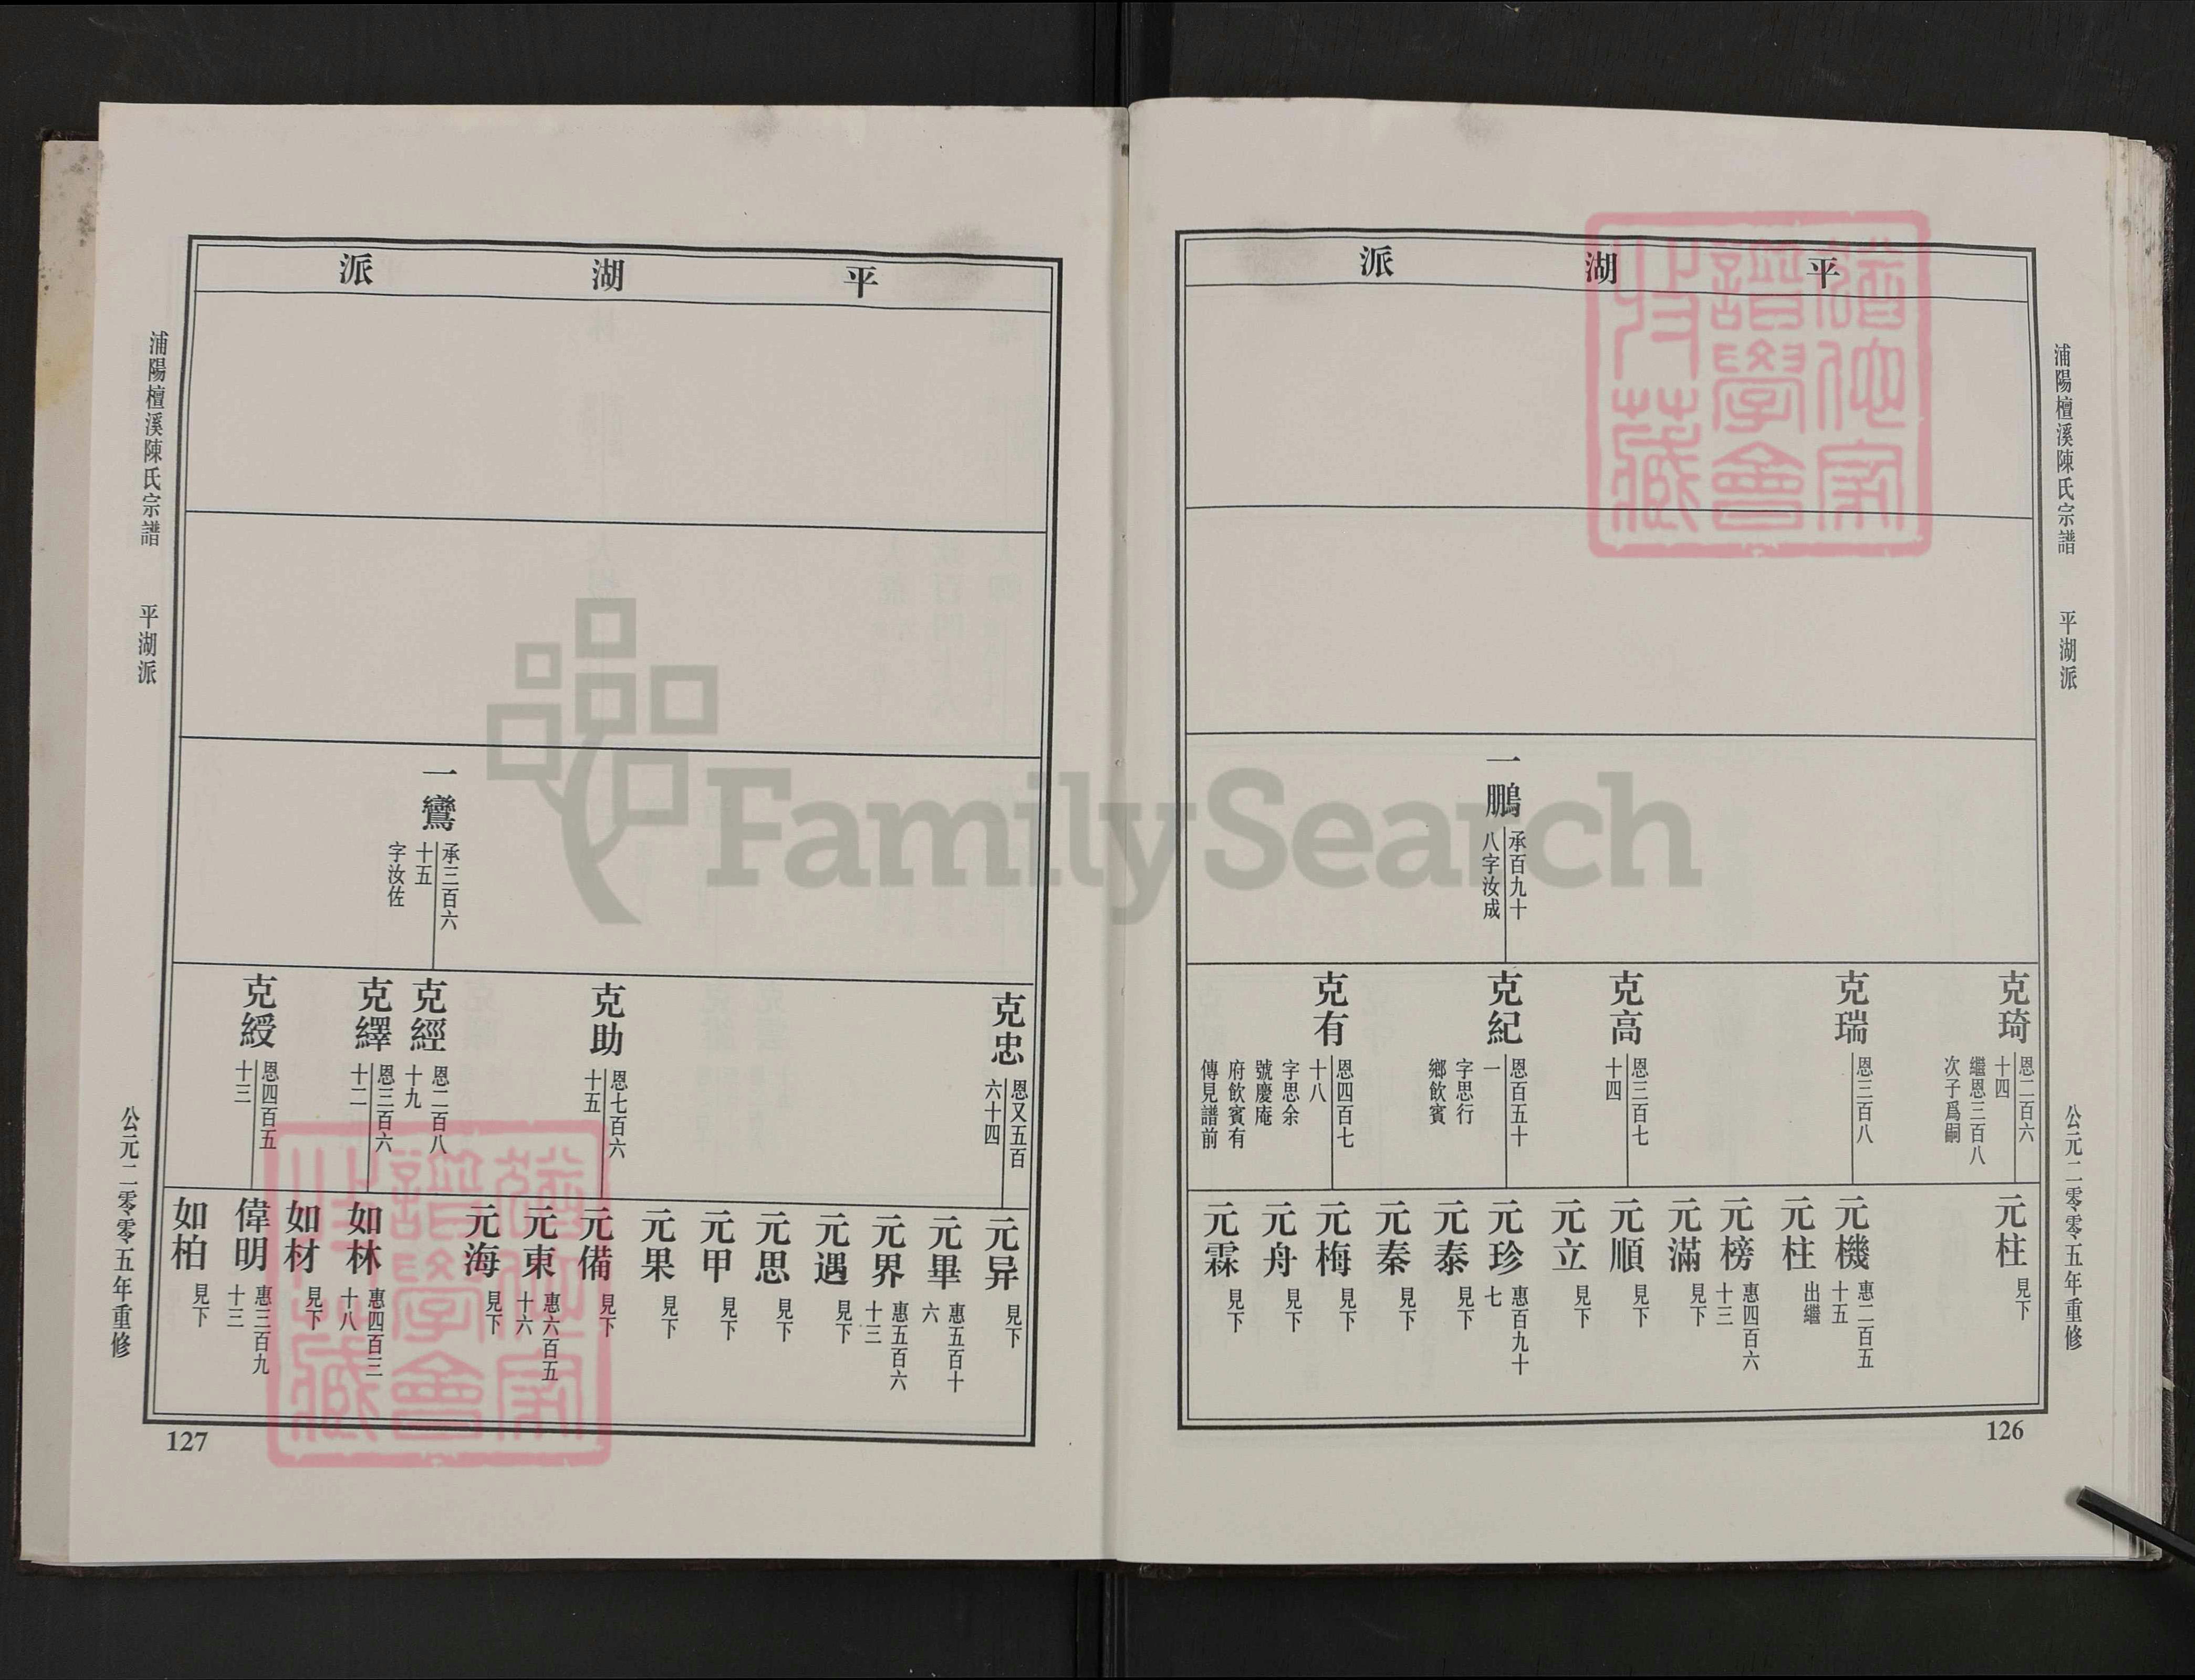 浦陽檀溪陳氏宗譜 平湖派 公元二零零五年重修
平湖派
一鵬
承百九十
八字汝成
克琦
恩二百六
十四
繼恩三百八
次子爲嗣
克瑞
恩三百八
克高
恩三百七
十四
克紀
恩百五十
一
字思行
鄉飲賓
克有
恩四百七
十八
字思余
號慶庵
府飲賓有
傳見譜前
元柱 見下
元機
惠二百五
十五
元柱 出繼
元榜
惠四百六
十三
元滿 見下
元順 見下
元立 見下
元珍
惠百九十
七
元泰 見下
元秦 見下
元梅 見下
元舟 見下
元霖 見下
126
平湖派
一鸞
承三百六
十五
字汝佐
克忠
恩又五百
六十四
克助
恩七百六
十五
克經
恩二百八
十九
克繹
恩三百六
十二
克綬
恩四百五
十三
元异 見下
元畢
惠五百十
六
元界
惠五百六
十三
元遇 見下
元思 見下
元甲 見下
元果 見下
元備 見下
元東
惠六百五
十六
元海 見下
如林
惠四百三
十八
如材 見下
偉明
惠三百九
十三
如柏 見下
浦陽檀溪陳氏宗譜 平湖派 公元二零零五年重修
127
FamilySearch